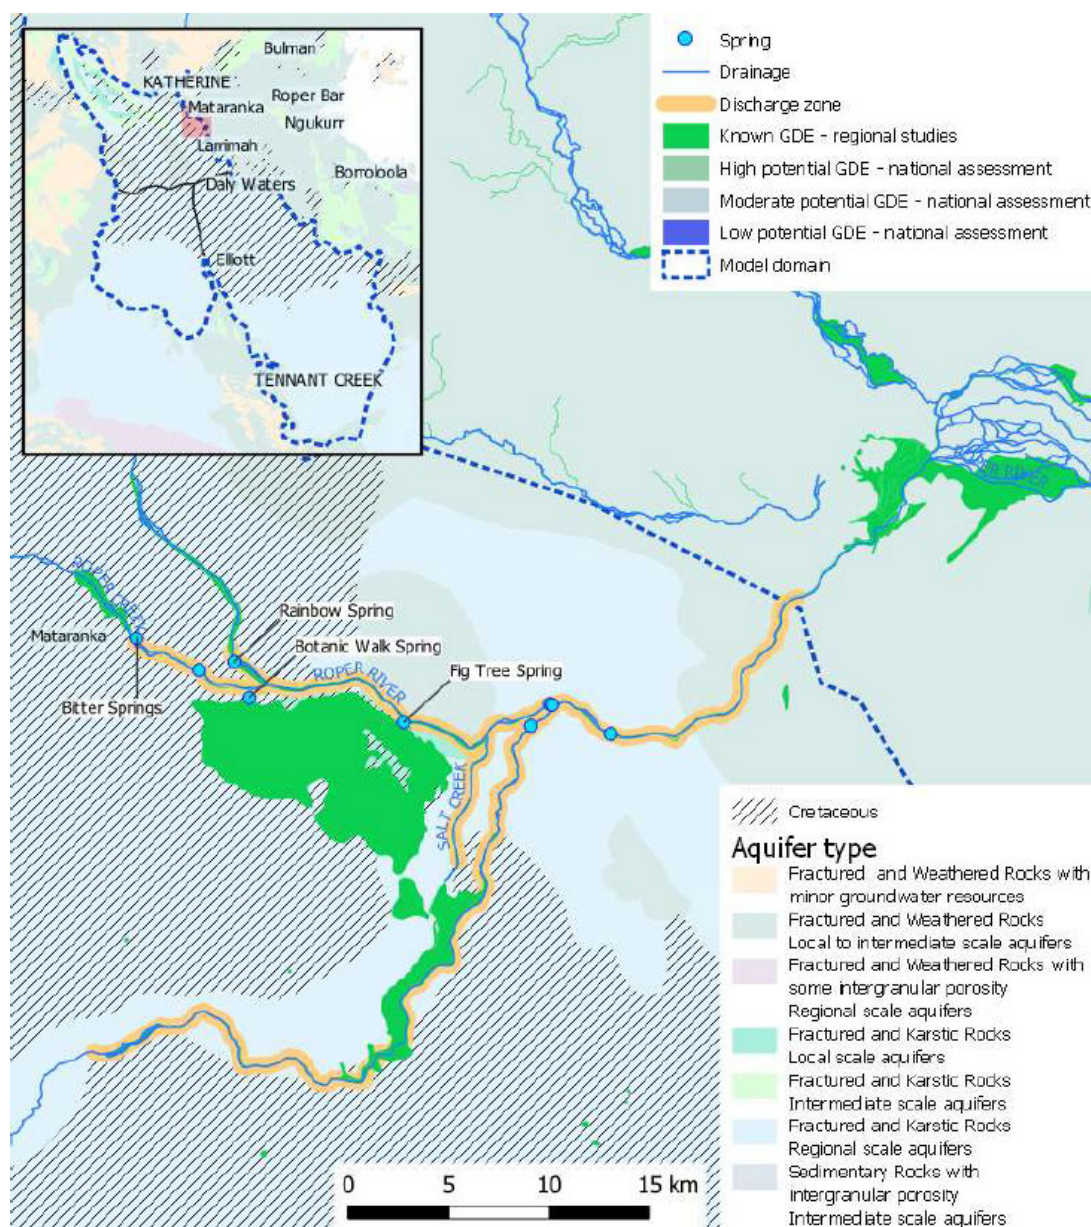 Bulman
KATHERINE
Roper Bar
Mataranka
Ngukurr
Larrimah
Borroloola
Daly Waters
Elliott
TENNANT CREEK
Spring
Drainage
Discharge zone
Known GDE - regional studies
High potential GDE - national assessment
Moderate potential GDE - national assessment
Low potential GDE - national assessment
Model domain
RIVER
ROPER CREEK
Mataranka
Rainbow Spring
Botanic Walk Spring
ROPER RIVER
Fig Tree Spring
Bitter Springs
SALT CREEK
Cretaceous
Aquifer type
Fractured and Weathered Rocks with
minor groundwater resources
Fractured and Weathered Rocks
Local to intermediate scale aquifers
Fractured and Weathered Rocks with
some intergranular porosity
Regional scale aquifers
Fractured and Karstic Rocks
Local scale aquifers
Fractured and Karstic Rocks
Intermediate scale aquifers
Fractured and Karstic Rocks
Regional scale aquifers
Sedimentary Rocks with
intergranular porosity
Intermediate scale aquifers
0 5 10 15 km